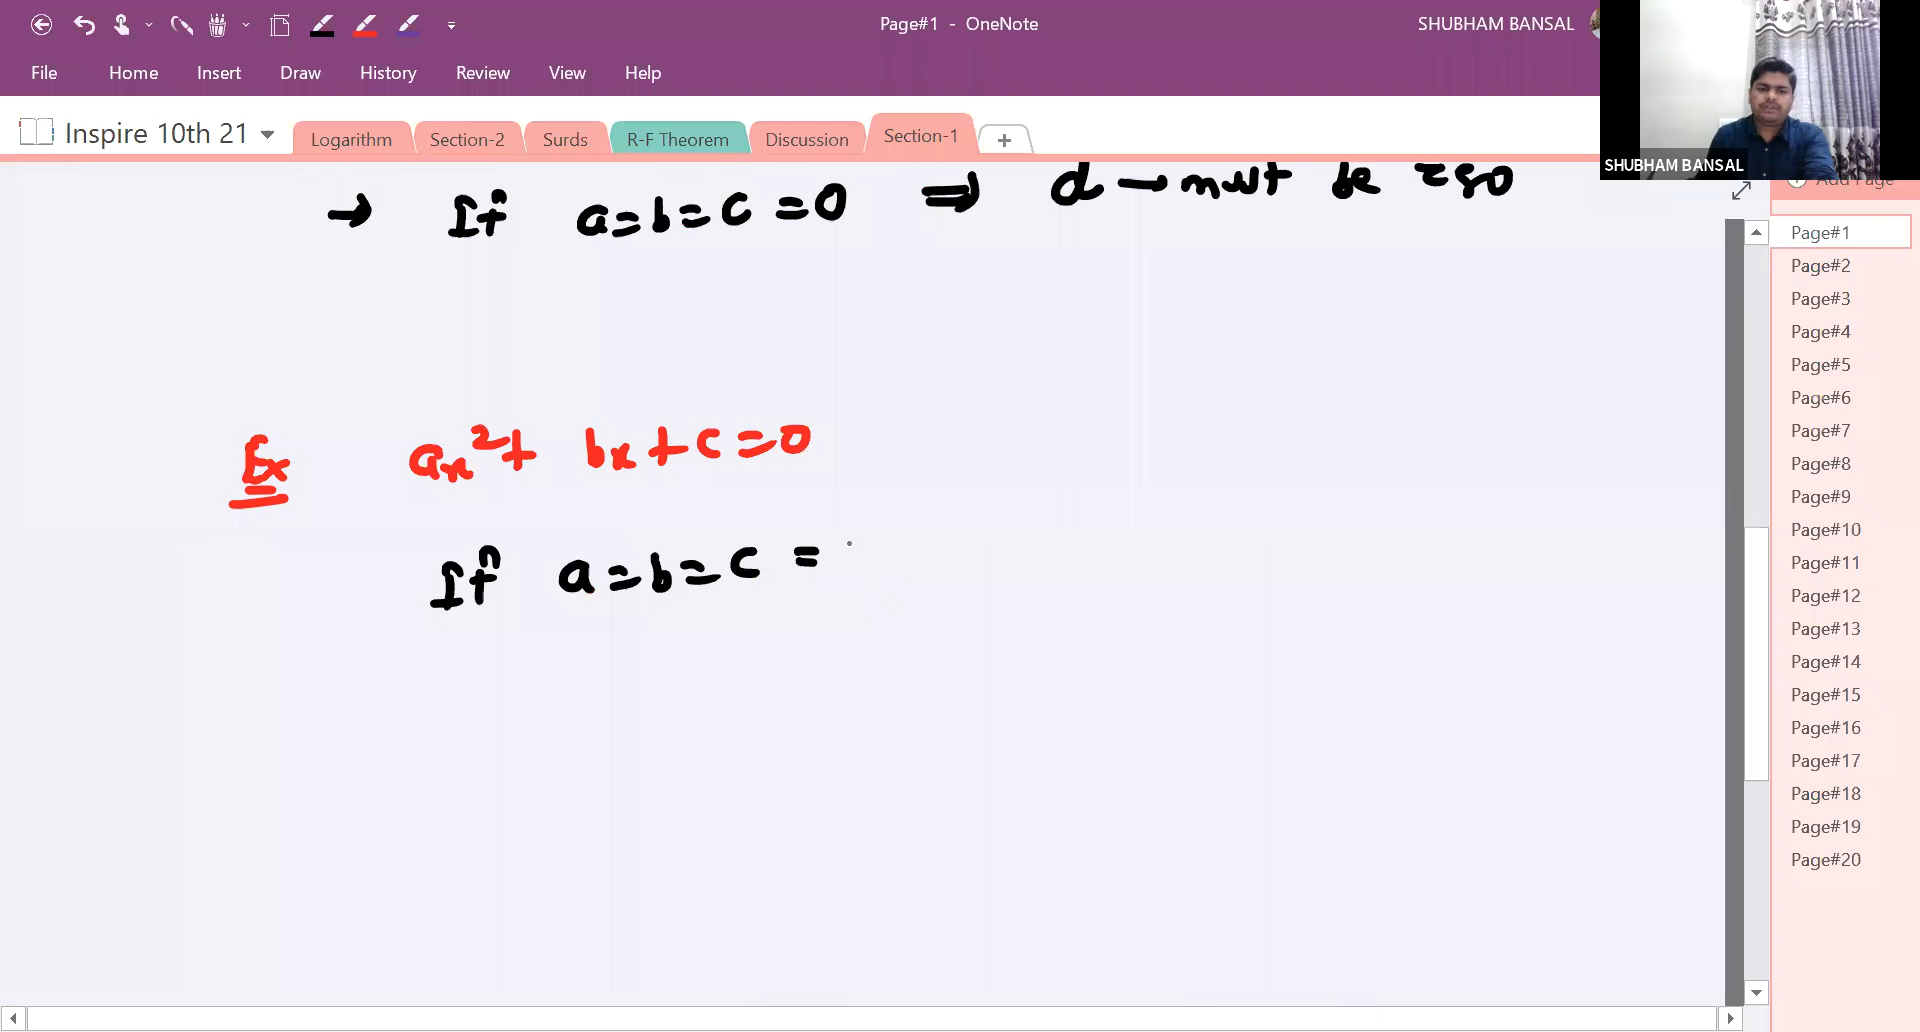 Page#1 - OneNote
SHUBHAM BANSAL
File Home Insert Draw History Review View Help
Inspire 10th 21
Logarithm Section-2 Surds R-F Theorem Discussion Section-1 +
SHUBHAM BANSAL
Add Page
→ If a=b=c=0 ⇒ d → must be zero
Ex ax²+ bx+c=0
If a=b=c =
Page#1
Page#2
Page#3
Page#4
Page#5
Page#6
Page#7
Page#8
Page#9
Page#10
Page#11
Page#12
Page#13
Page#14
Page#15
Page#16
Page#17
Page#18
Page#19
Page#20